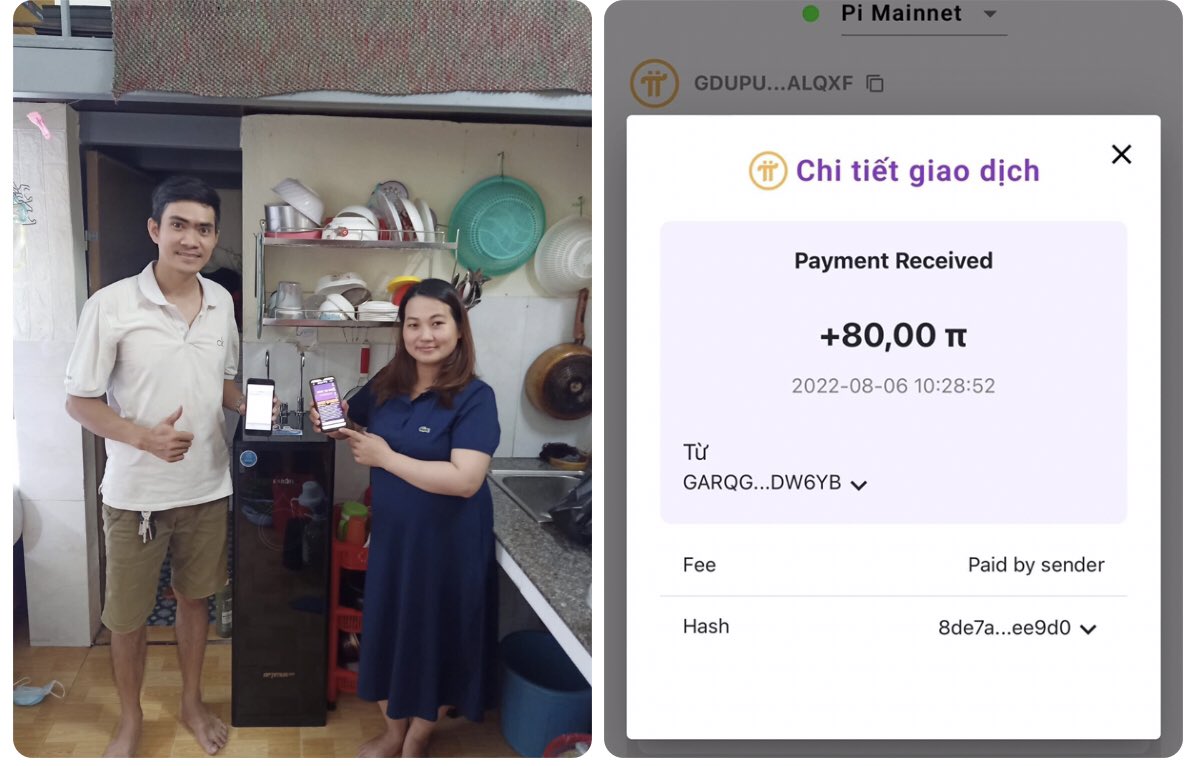 Pi Mainnet
GDUPU...ALQXF
Chi tiết giao dịch
Payment Received
+80,00 π
2022-08-06 10:28:52
Từ
GARQG...DW6YB
Fee Paid by sender
Hash 8de7a...ee9d0